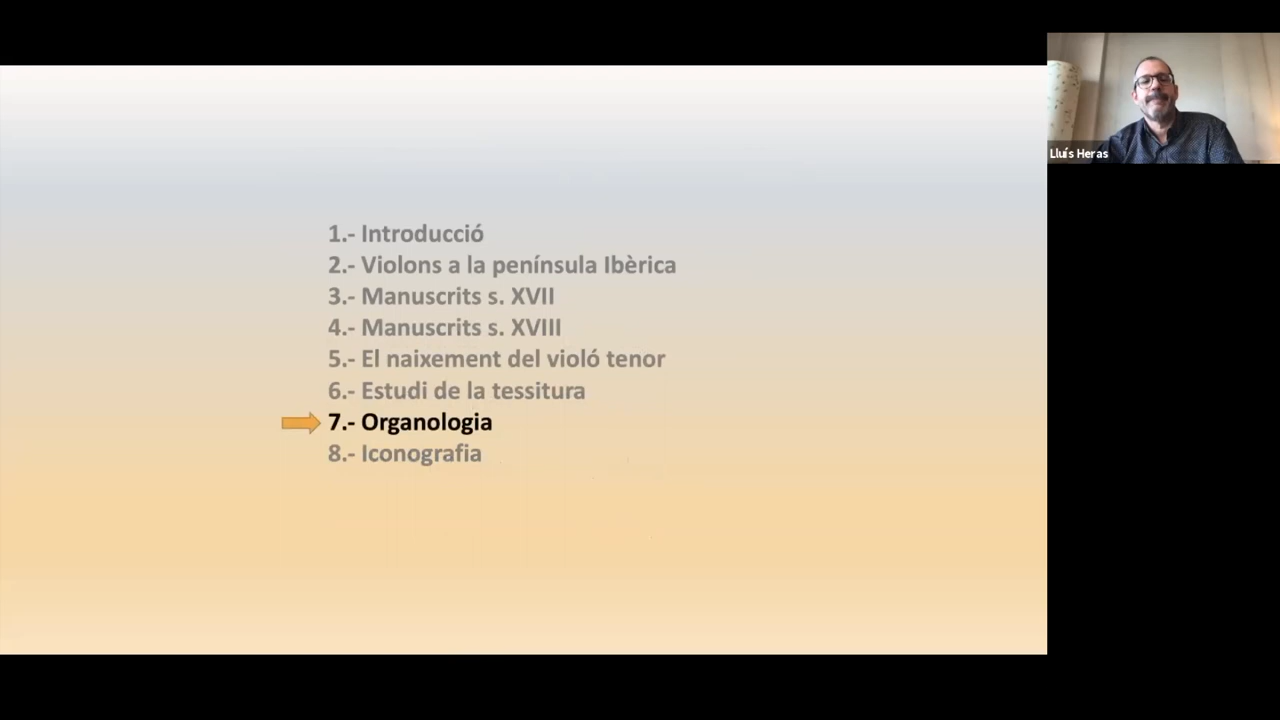 1.- Introducció
2.- Violons a la península Ibèrica
3.- Manuscrits s. XVII
4.- Manuscrits s. XVIII
5.- El naixement del violó tenor
6.- Estudi de la tessitura
7.- Organologia
8.- Iconografia
Lluís Heras